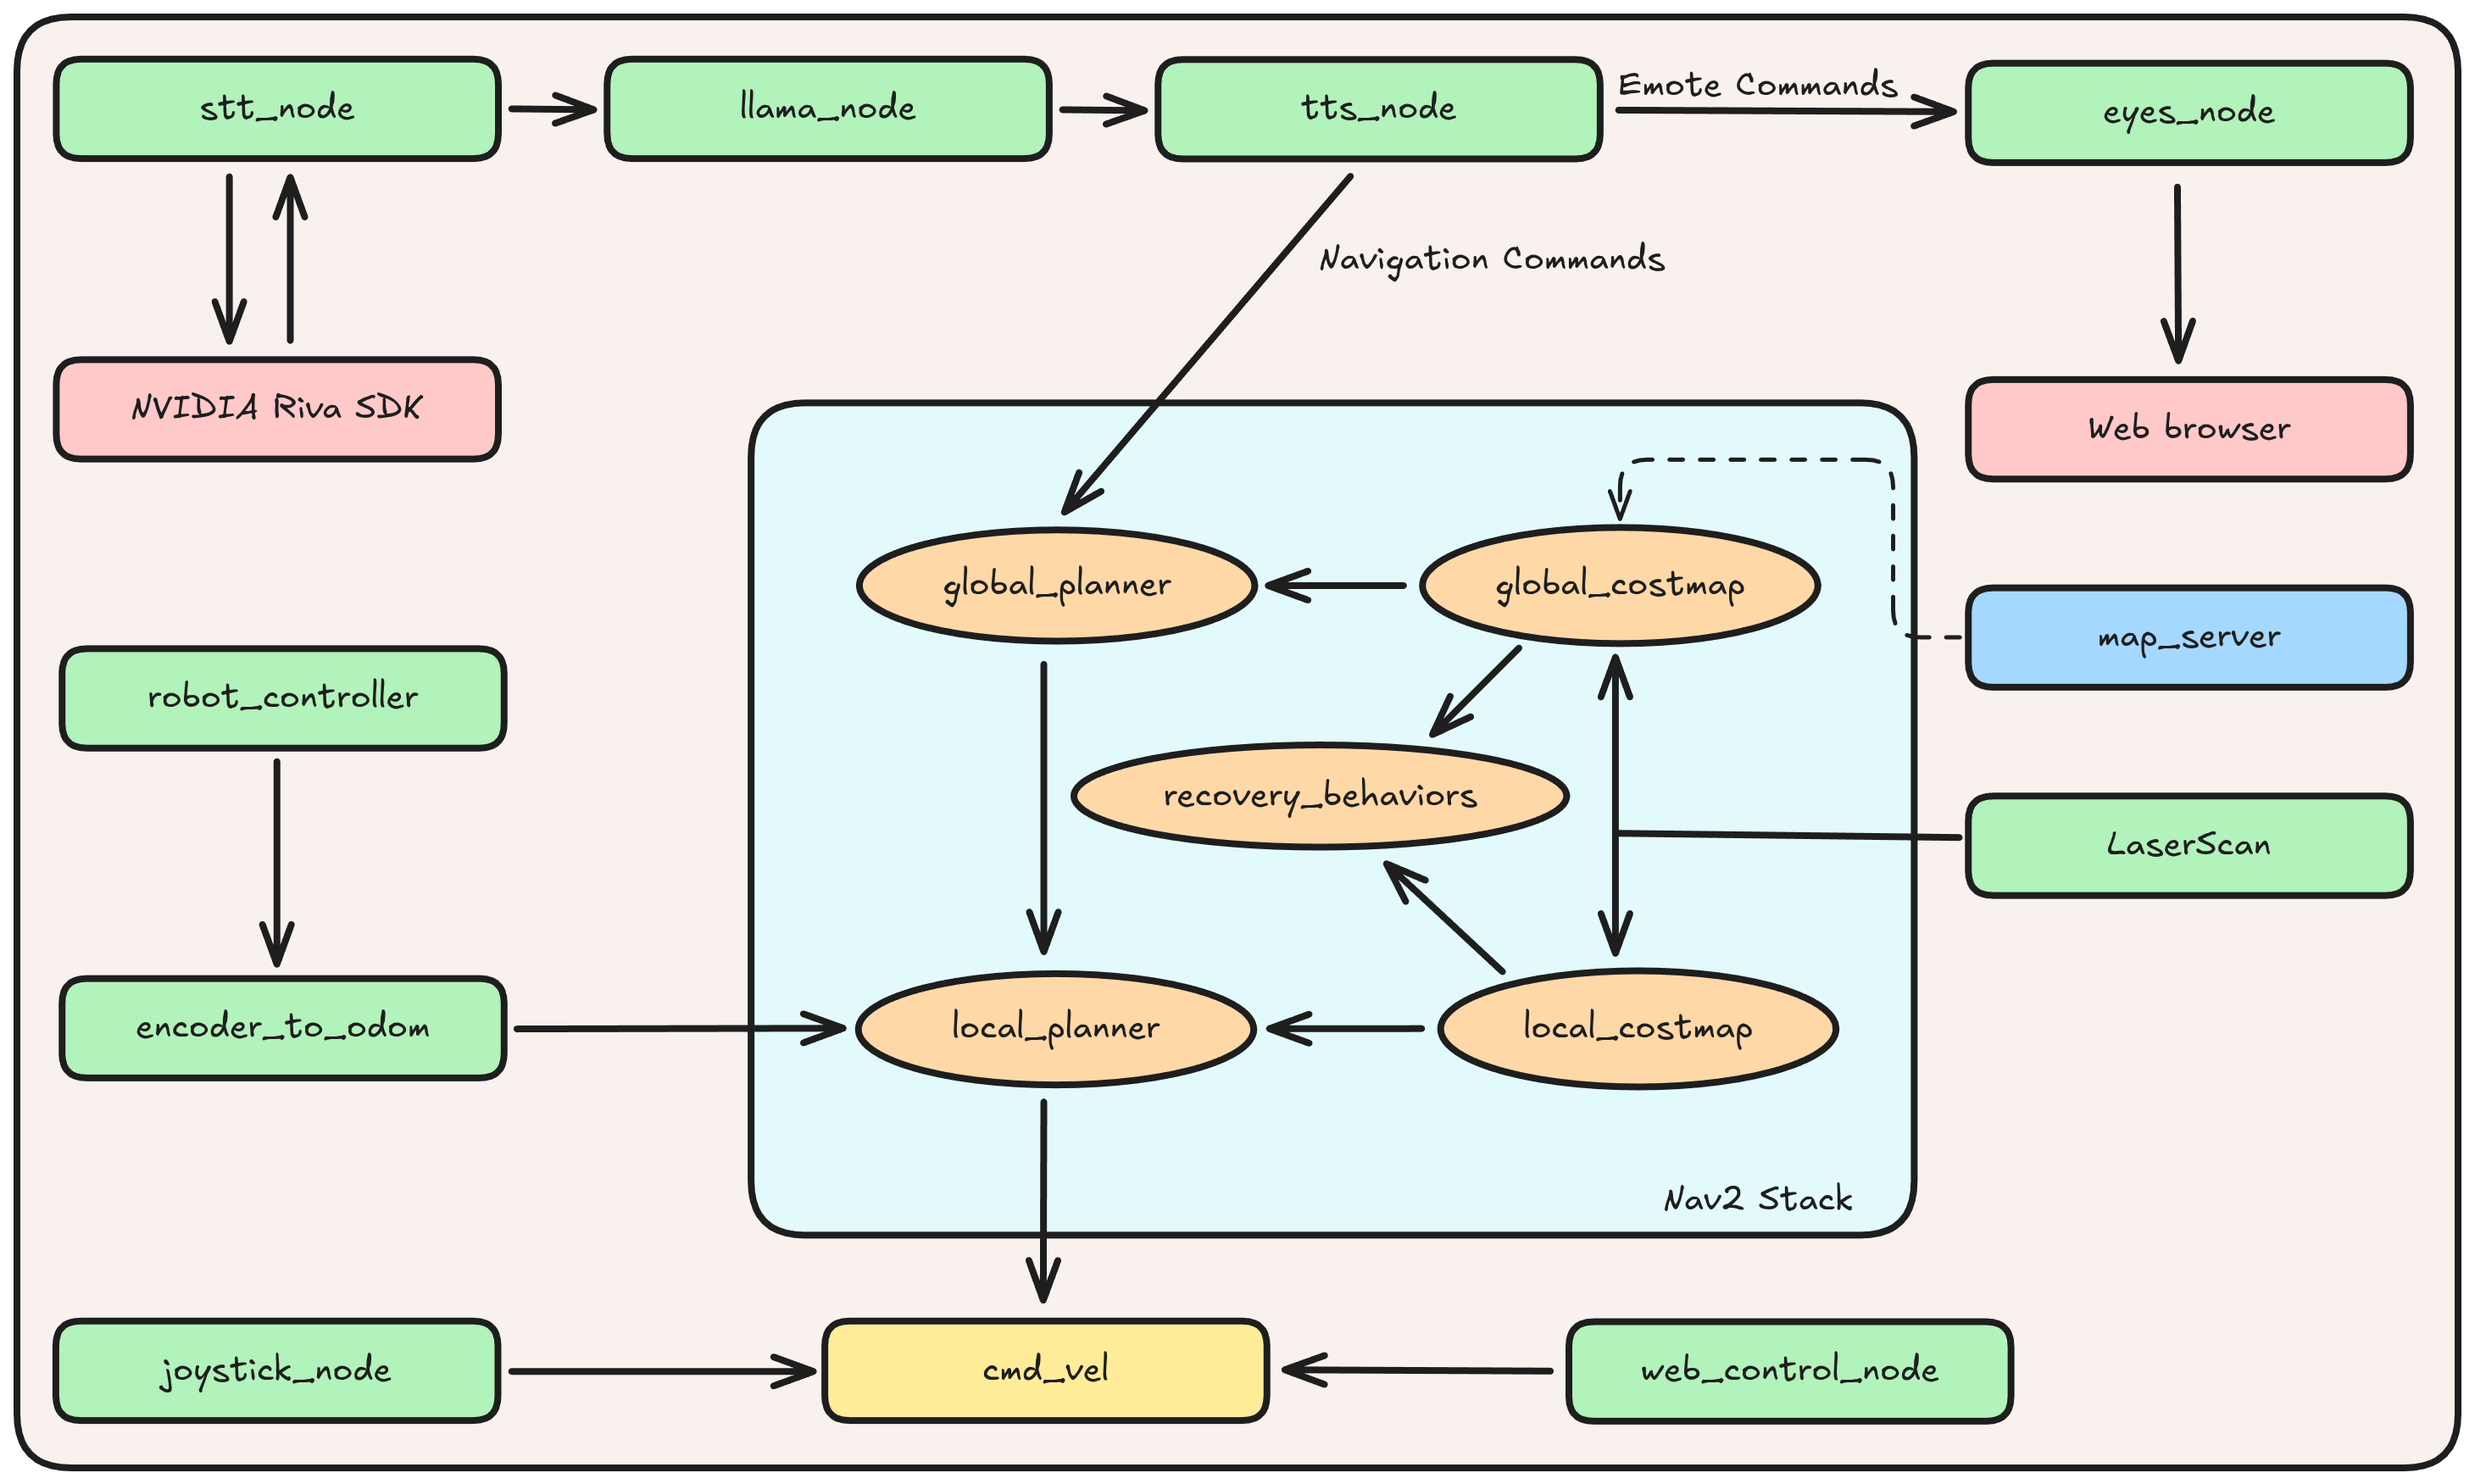 stt_node
llama_node
tts_node
Emote Commands
eyes_node
Navigation Commands
NVIDIA Riva SDK
Web browser
global_planner
global_costmap
map_server
robot_controller
recovery_behaviors
LaserScan
encoder_to_odom
local_planner
local_costmap
Nav2 Stack
joystick_node
cmd_vel
web_control_node